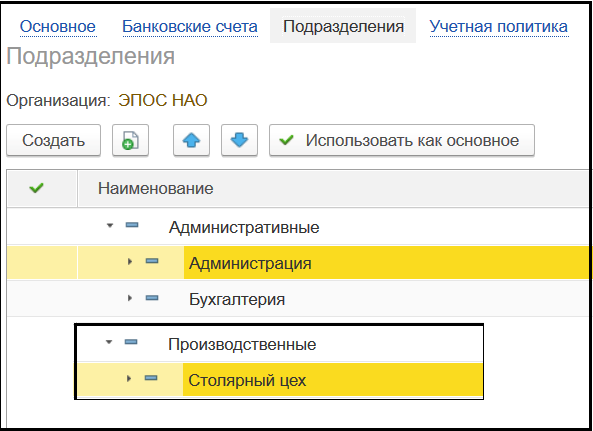 Основное Банковские счета Подразделения Учетная политика
Подразделения
Организация: ЭПОС НАО
Создать Использовать как основное
Наименование
Административные
Администрация
Бухгалтерия
Производственные
Столярный цех